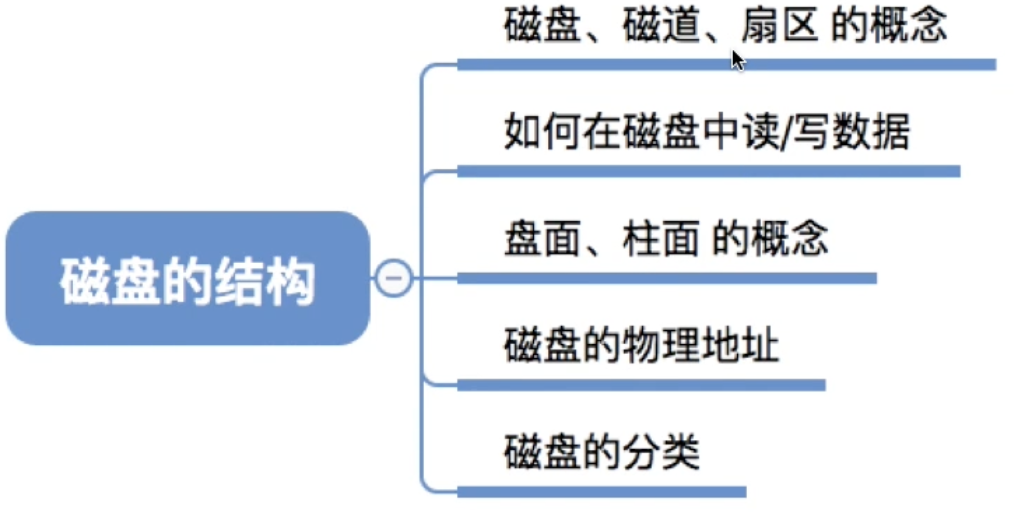 磁盘、磁道、扇区 的概念
如何在磁盘中读/写数据
盘面、柱面 的概念
磁盘的结构
磁盘的物理地址
磁盘的分类